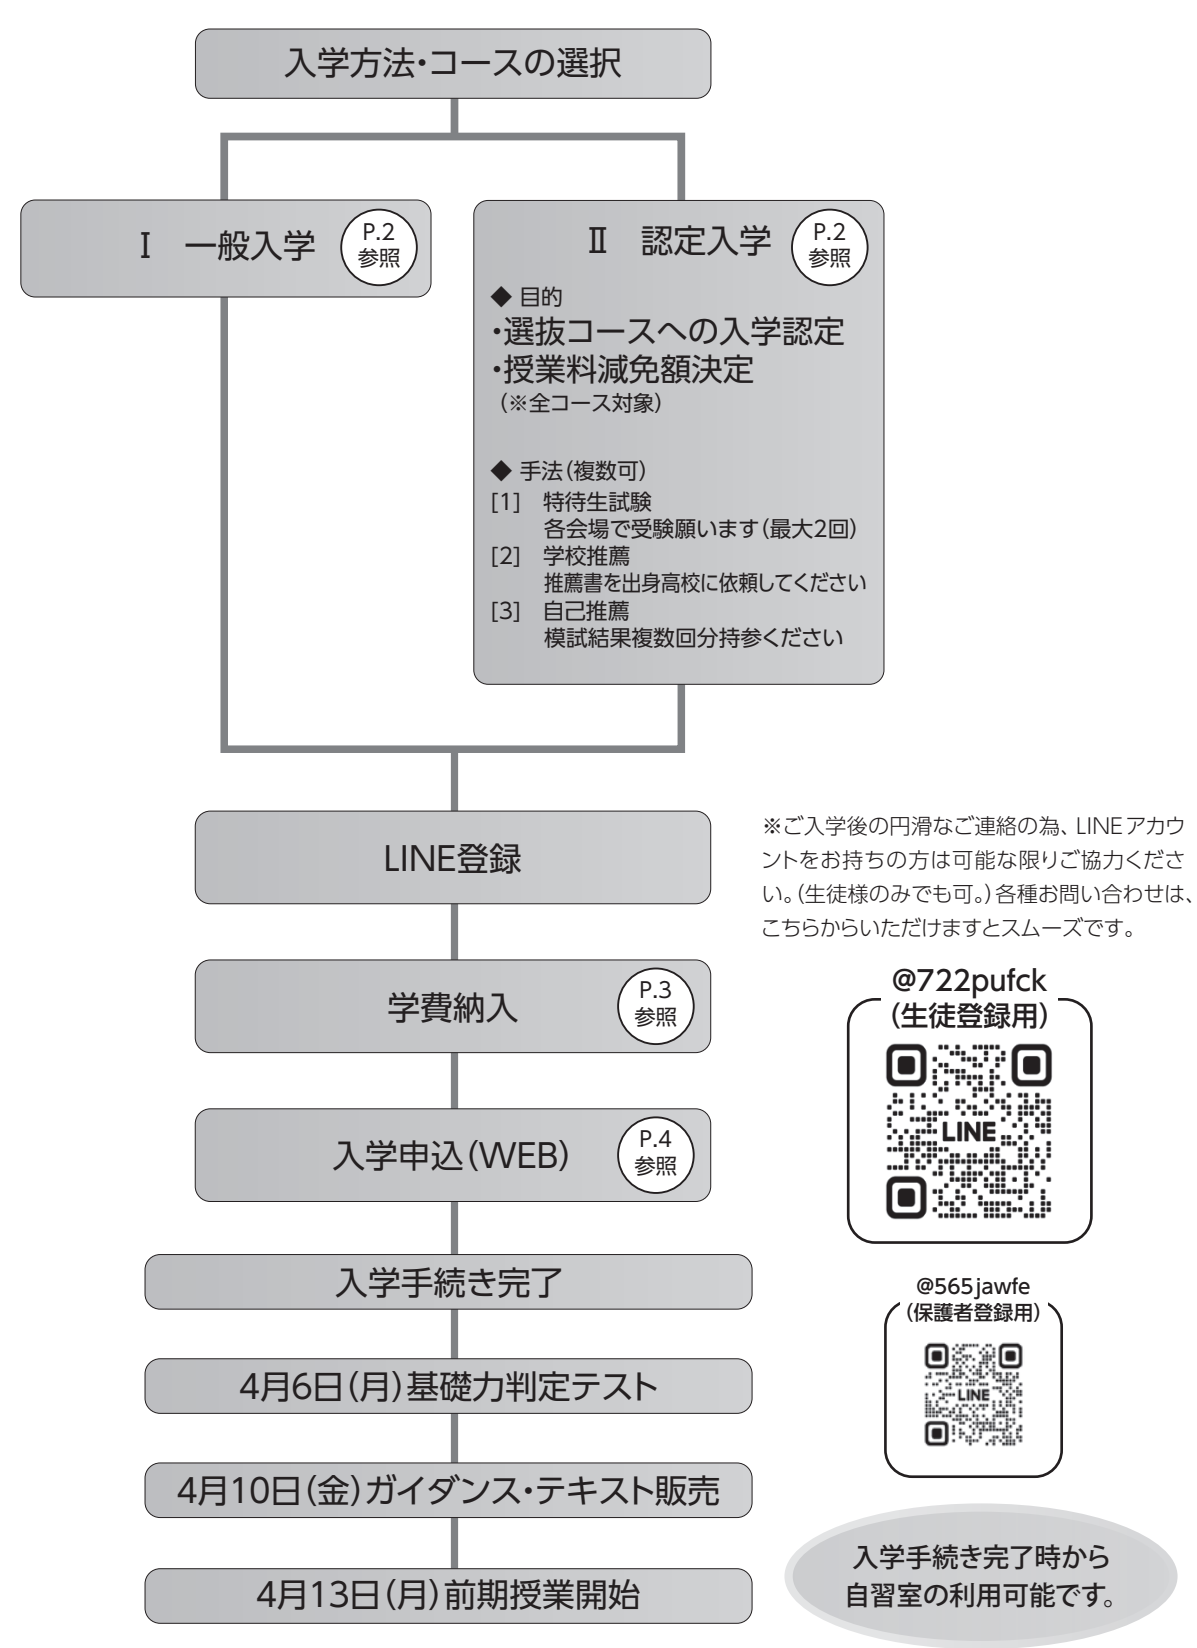 入学方法・コースの選択
Ⅰ 一般入学
P.2
参照
Ⅱ 認定入学
P.2
参照
◆ 目的
・選抜コースへの入学認定
・授業料減免額決定
(※全コース対象)
◆ 手法(複数可)
[1] 特待生試験
各会場で受験願います(最大2回)
[2] 学校推薦
推薦書を出身高校に依頼してください
[3] 自己推薦
模試結果複数回分持参ください
LINE登録
※ご入学後の円滑なご連絡の為、LINEアカウ
ントをお持ちの方は可能な限りご協力くださ
い。(生徒様のみでも可。)各種お問い合わせは、
こちらからいただけますとスムーズです。
学費納入
P.3
参照
@722pufck
(生徒登録用)
LINE
入学申込(WEB)
P.4
参照
入学手続き完了
@565jawfe
(保護者登録用)
LINE
4月6日(月)基礎力判定テスト
4月10日(金)ガイダンス・テキスト販売
4月13日(月)前期授業開始
入学手続き完了時から
自習室の利用可能です。